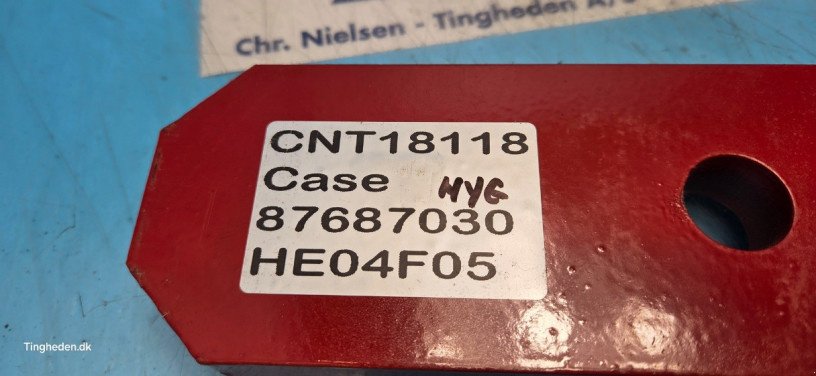 Chr. Nielsen - Tingheden A/S
CNT18118
Case NYG
87687030
HE04F05
Tingheden.dk